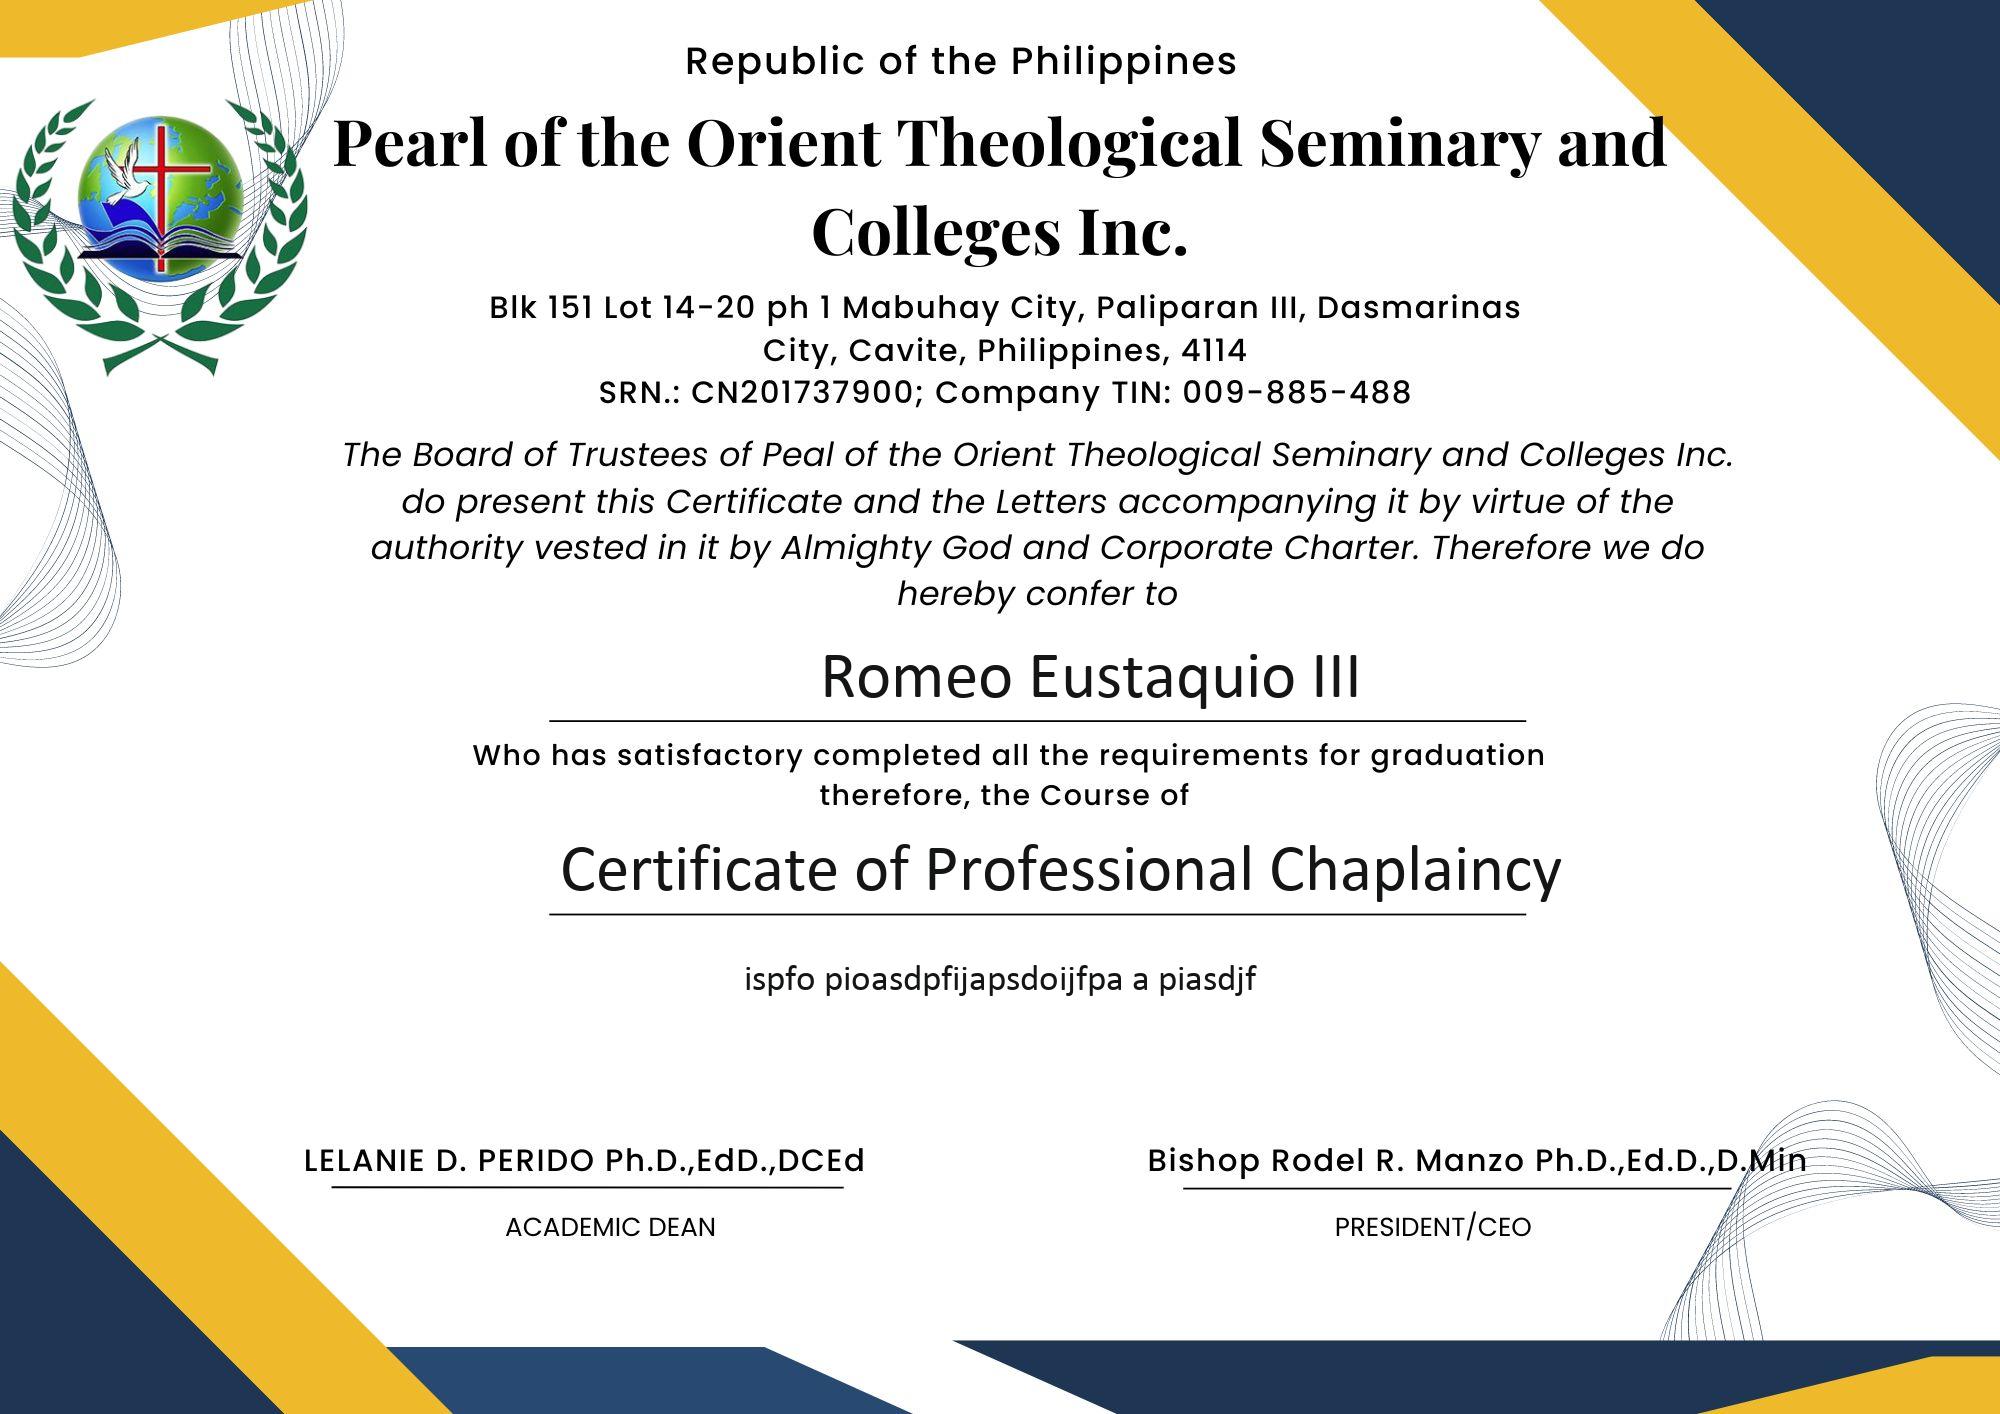 Republic of the Philippines
Pearl of the Orient Theological Seminary and
Colleges Inc.
Blk 151 Lot 14-20 ph 1 Mabuhay City, Paliparan III, Dasmarinas
City, Cavite, Philippines, 4114
SRN.: CN201737900; Company TIN: 009-885-488
The Board of Trustees of Peal of the Orient Theological Seminary and Colleges Inc.
do present this Certificate and the Letters accompanying it by virtue of the
authority vested in it by Almighty God and Corporate Charter. Therefore we do
hereby confer to
Romeo Eustaquio III
Who has satisfactory completed all the requirements for graduation
therefore, the Course of
Certificate of Professional Chaplaincy
ispfo pioasdpfijapsdoijfpa a piasdjf
LELANIE D. PERIDO Ph.D.,EdD.,DCEd
ACADEMIC DEAN
Bishop Rodel R. Manzo Ph.D.,Ed.D.,D.Min
PRESIDENT/CEO